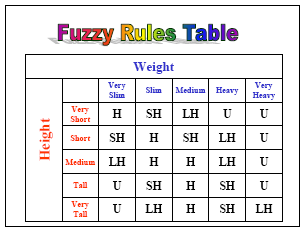 Fuzzy Rules Table
Weight
Very Slim Slim Medium Heavy Very Heavy
Height
Very Short H SH LH U U
Short SH H SH LH U
Medium LH H H LH U
Tall U SH H SH U
Very Tall U LH H SH LH